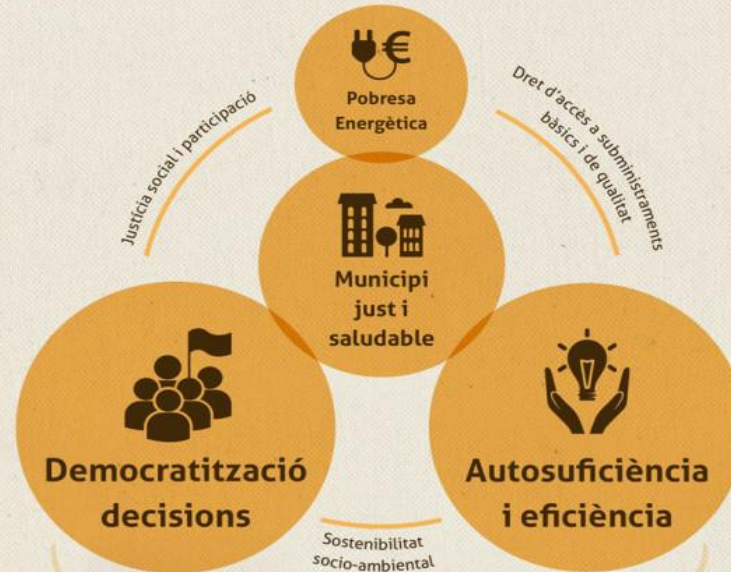 €
Pobresa
Energètica
Justícia social i participació
Dret d'accès a subministraments
bàsics i de qualitat
Municipi
just i
saludable
Democratització
decisions
Autosuficiència
i eficiència
Sostenibilitat
socio-ambiental